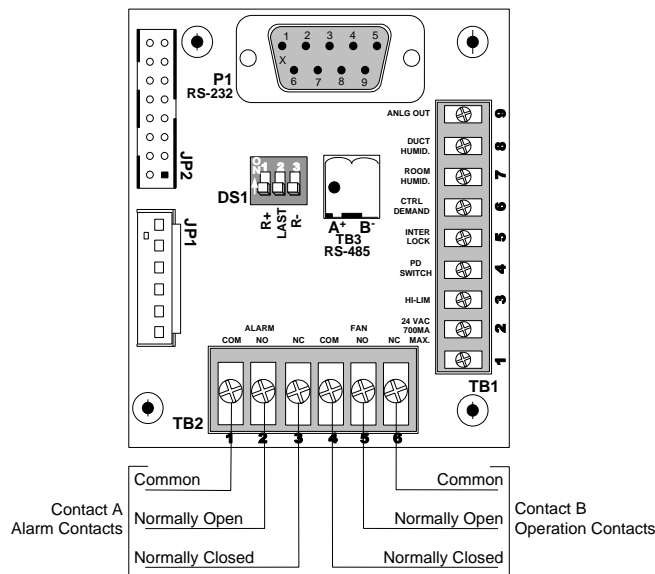 1 2 3 4 5
X
6 7 8 9
P1
RS-232
JP2
JP1
ON
1 2 3
DS1
R+
LAST
R-
A+ B-
TB3
RS-485
ANLG OUT 9
DUCT
HUMID. 8
ROOM
HUMID. 7
CTRL
DEMAND 6
INTER
LOCK 5
PD
SWITCH 4
HI-LIM 3
24 VAC
700MA
MAX. 2
1
TB1
ALARM FAN
COM NO NC COM NO NC
TB2
1 2 3 4 5 6
Common Common
Contact A
Alarm Contacts
Normally Open Normally Open
Contact B
Operation Contacts
Normally Closed Normally Closed